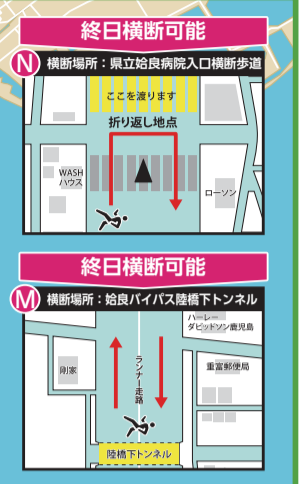 終日横断可能
N 横断場所：県立姶良病院入口横断歩道
ここを渡ります
折り返し地点
WASH
ハウス
ローソン
終日横断可能
M 横断場所：姶良バイパス陸橋下トンネル
ハーレー
ダビッドソン鹿児島
剛家
ランナー走路
重富郵便局
陸橋下トンネル